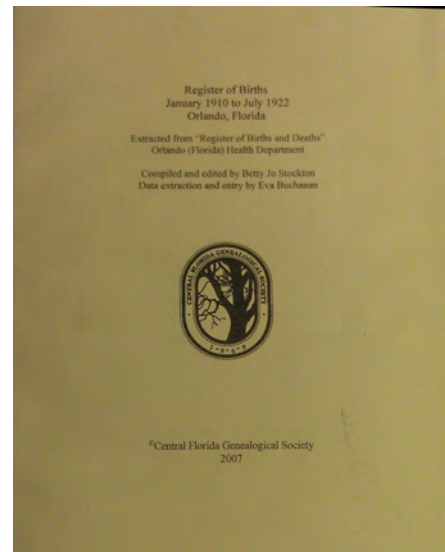 Register of Births
January 1910 to July 1922
Orlando, Florida
Extracted from "Register of Births and Deaths"
Orlando (Florida) Health Department
Compiled and edited by Betty Jo Stockton
Data extraction and entry by Eva Buchanan
CENTRAL FLORIDA GENEALOGICAL SOCIETY
1969
©Central Florida Genealogical Society
2007